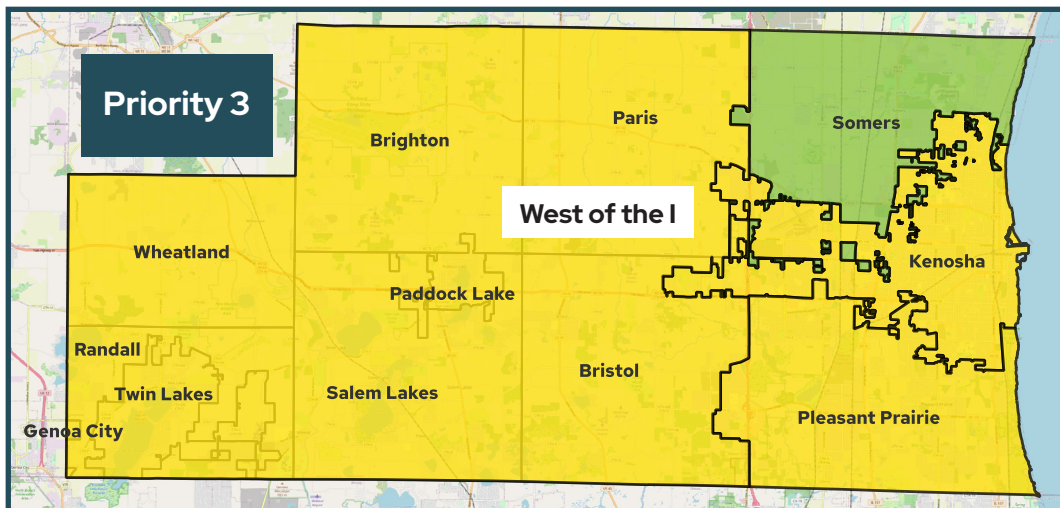 Priority 3
Paris
Somers
Brighton
West of the I
Wheatland
Kenosha
Paddock Lake
Randall
Bristol
Twin Lakes
Salem Lakes
Pleasant Prairie
Genoa City